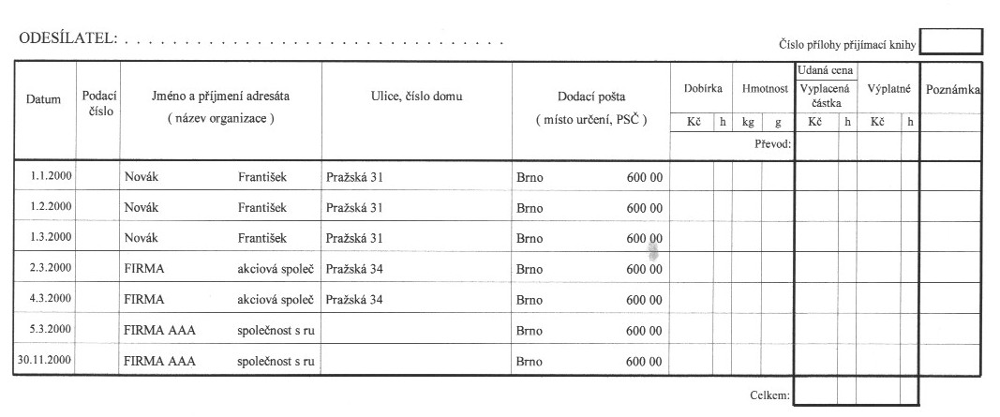 ODESÍLATEL: . . . . . . . . . . . . . . . . . . . . . . . . . . . . . . . . . .
Číslo přílohy přijímací knihy
Datum Podací číslo Jméno a příjmení adresáta ( název organizace ) Ulice, číslo domu Dodací pošta ( místo určení, PSČ ) Dobírka Hmotnost Udaná cena Vyplacená částka Výplatné Poznámka
Kč h kg g Kč h Kč h
Převod:
1.1.2000 Novák František Pražská 31 Brno 600 00
1.2.2000 Novák František Pražská 31 Brno 600 00
1.3.2000 Novák František Pražská 31 Brno 600 00
2.3.2000 FIRMA akciová společ Pražská 34 Brno 600 00
4.3.2000 FIRMA akciová společ Pražská 34 Brno 600 00
5.3.2000 FIRMA AAA společnost s ru Brno 600 00
30.11.2000 FIRMA AAA společnost s ru Brno 600 00
Celkem: